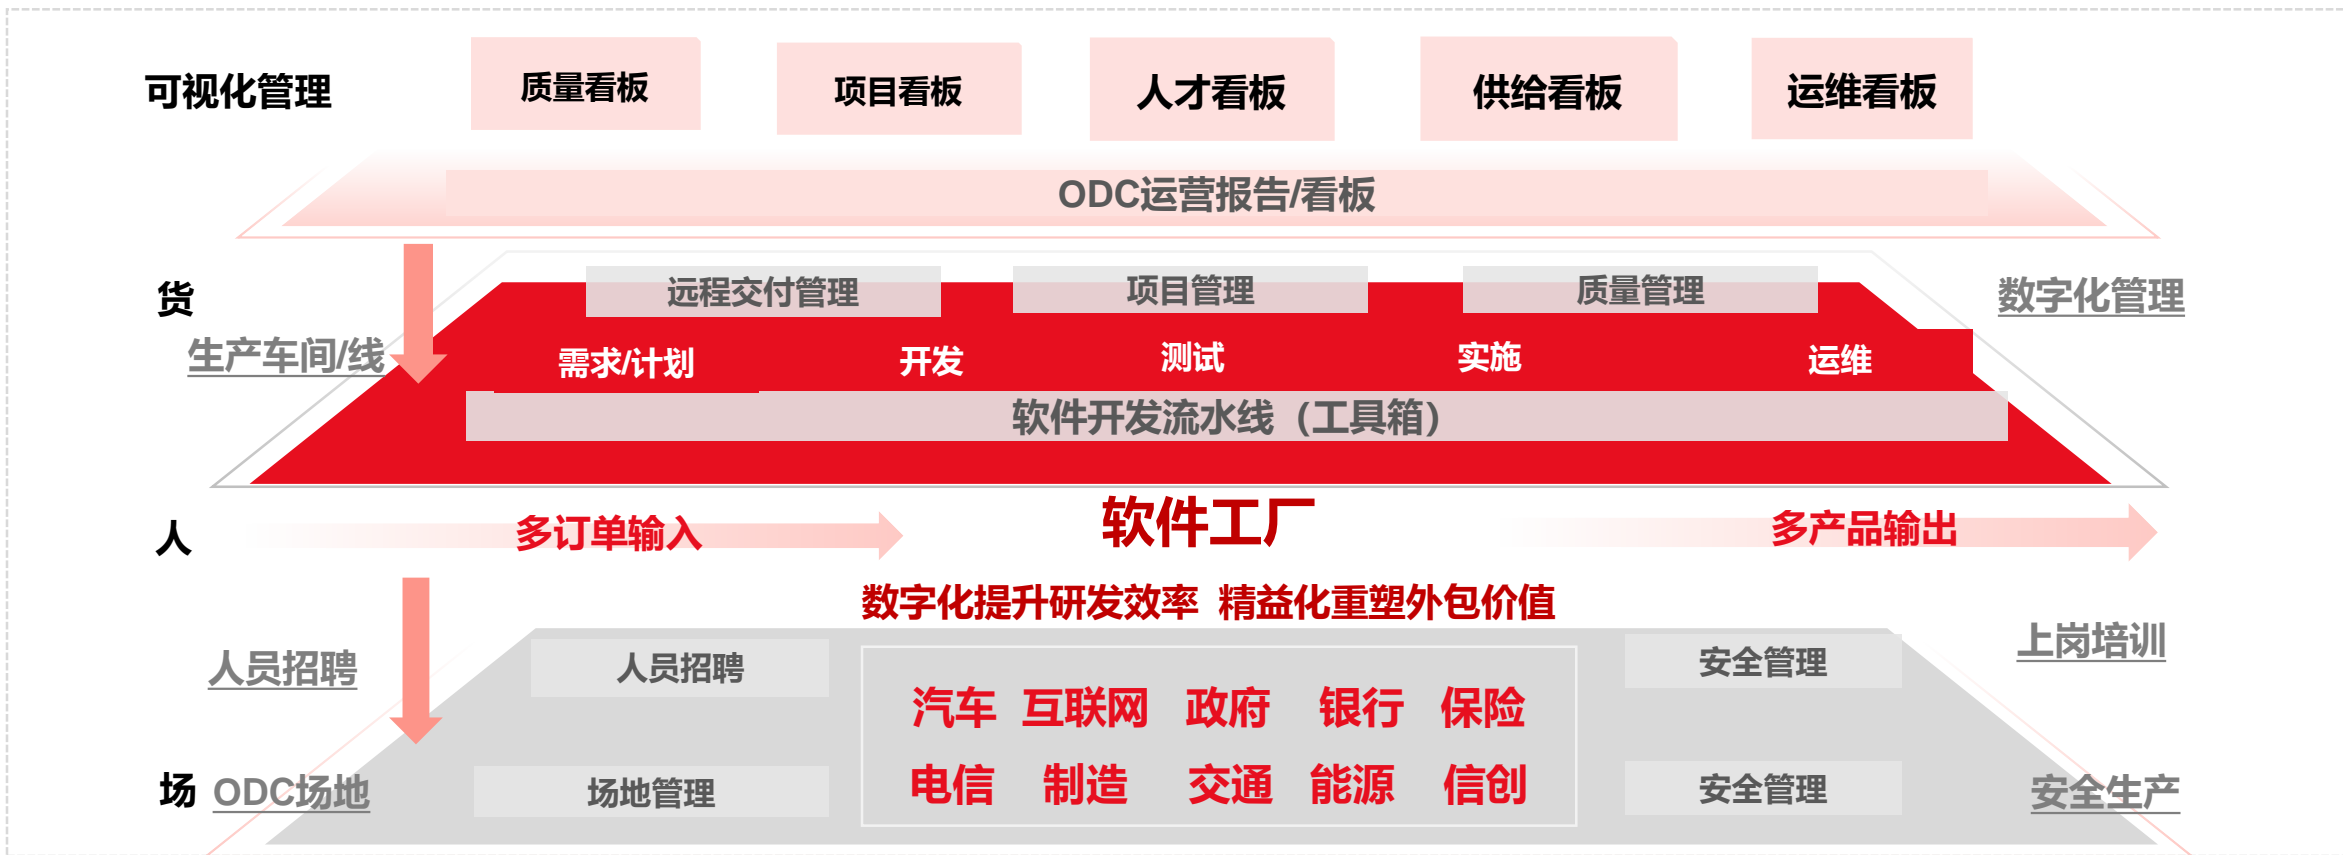 可视化管理
质量看板
项目看板
人才看板
供给看板
运维看板
ODC运营报告/看板
货
远程交付管理
项目管理
质量管理
数字化管理
生产车间/线
需求/计划
开发
测试
实施
运维
软件开发流水线（工具箱）
人
多订单输入
软件工厂
多产品输出
数字化提升研发效率 精益化重塑外包价值
人员招聘
人员招聘
安全管理
上岗培训
汽车 互联网 政府 银行 保险
场
ODC场地
场地管理
电信 制造 交通 能源 信创
安全管理
安全生产